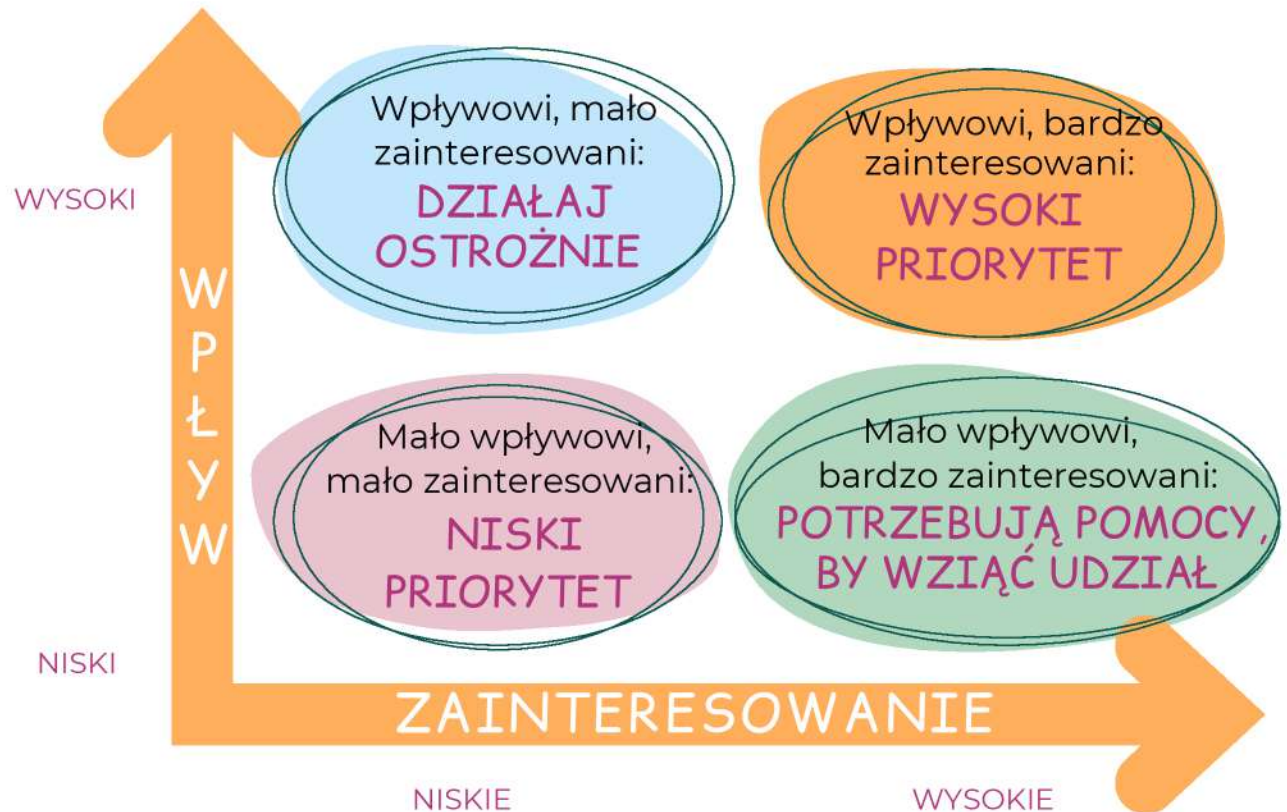 Wpływowi, mało
zainteresowani:
DZIAŁAJ
OSTROŻNIE
Wpływowi, bardzo
zainteresowani:
WYSOKI
PRIORYTET
WYSOKI
WPŁYW
Mało wpływowi,
mało zainteresowani:
NISKI
PRIORYTET
Mało wpływowi,
bardzo zainteresowani:
POTRZEBUJĄ POMOCY,
BY WZIĄĆ UDZIAŁ
NISKI
ZAINTERESOWANIE
NISKIE
WYSOKIE